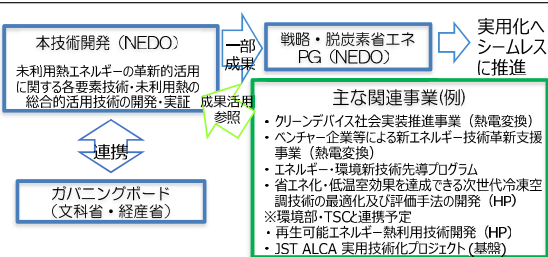 本技術開発（NEDO）
未利用熱エネルギーの革新的活用
に関する各要素技術・未利用熱の
総合的活用技術の開発・実証
一部
成果
戦略・脱炭素省エネ
PG（NEDO）
実用化へ
シームレス
に推進
成果活用
参照
連携
ガバニングボード
（文科省・経産省）
主な関連事業(例)
・クリーンデバイス社会実装推進事業（熱電変換）
・ベンチャー企業等による新エネルギー技術革新支援
事業（熱電変換）
・エネルギー・環境新技術先導プログラム
・省エネ化・低温室効果を達成できる次世代冷凍空
調技術の最適化及び評価手法の開発（HP）
※環境部・TSCと連携予定
・再生可能エネルギー熱利用技術開発（HP）
・JST ALCA 実用技術化プロジェクト(基盤)